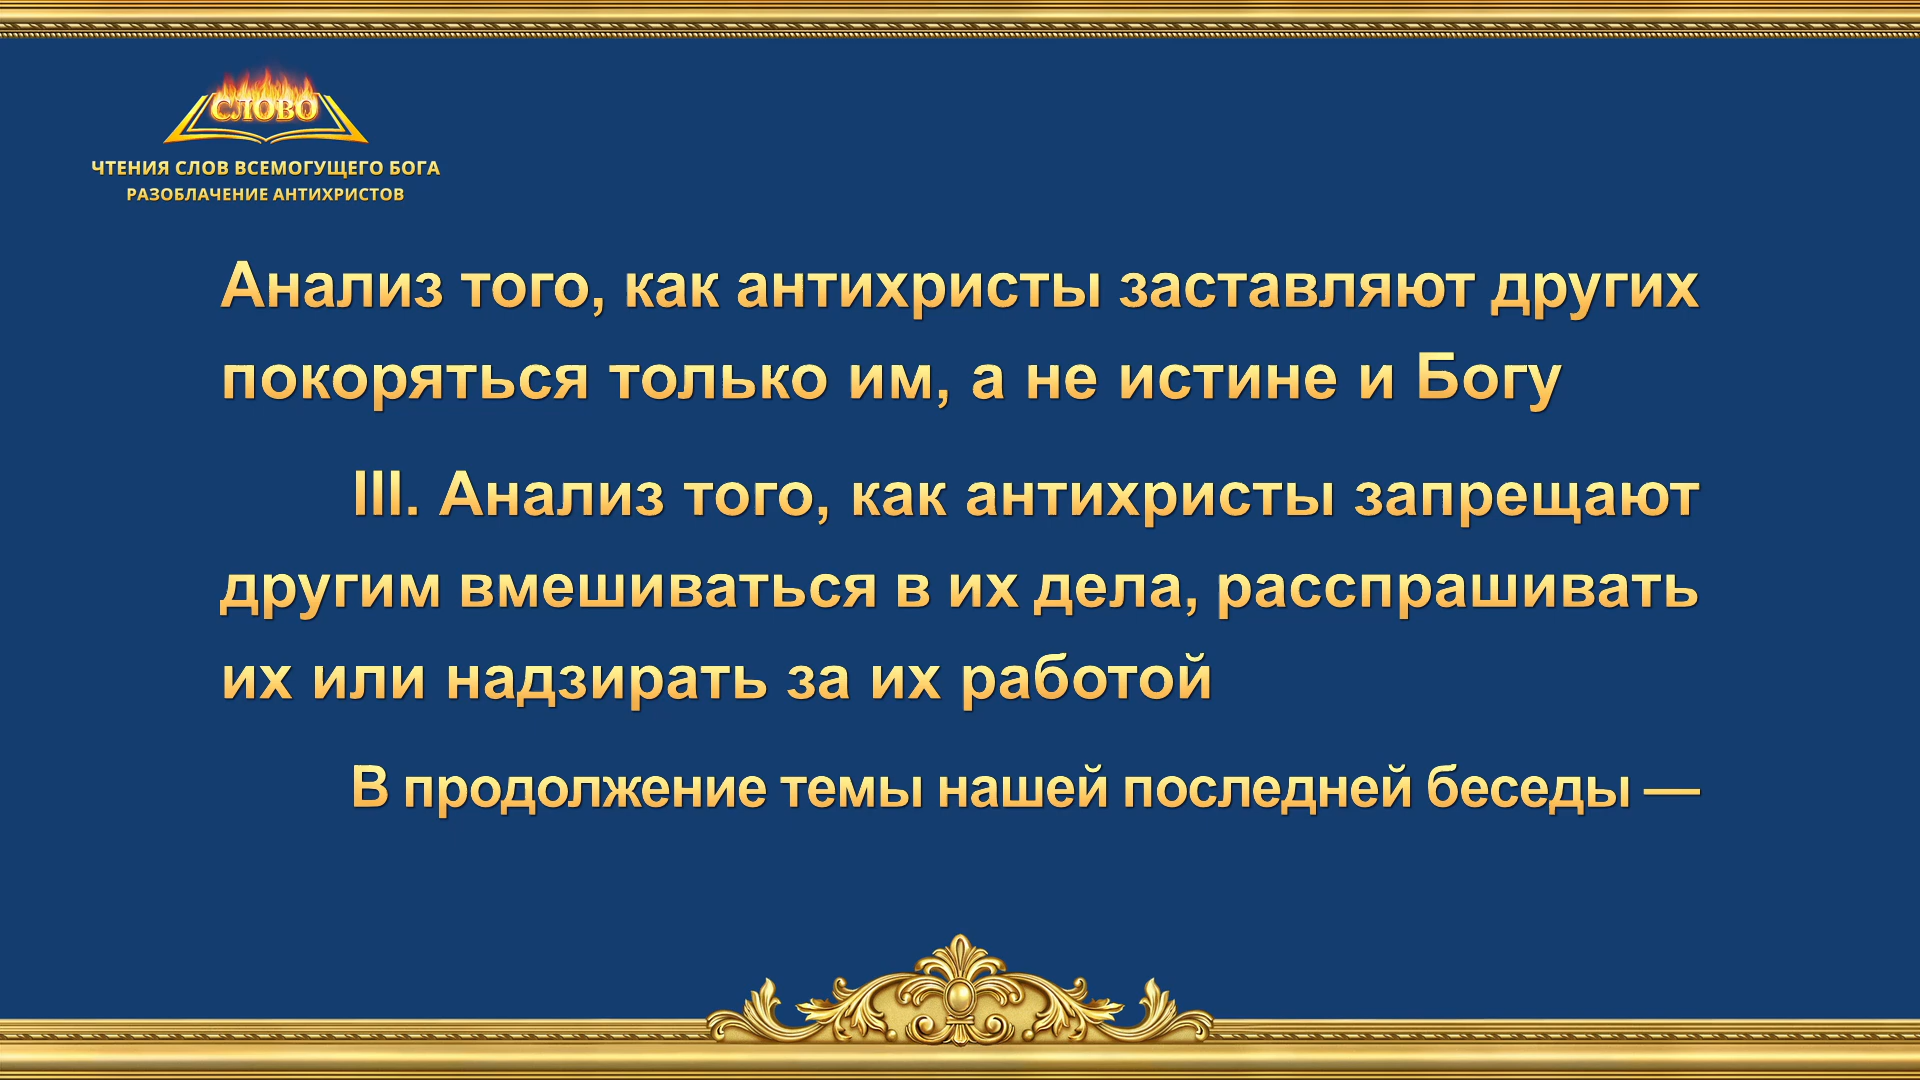 СЛОВО
ЧТЕНИЯ СЛОВ ВСЕМОГУЩЕГО БОГА
РАЗОБЛАЧЕНИЕ АНТИХРИСТОВ
Анализ того, как антихристы заставляют других
покоряться только им, а не истине и Богу
III. Анализ того, как антихристы запрещают
другим вмешиваться в их дела, расспрашивать
их или надзирать за их работой
В продолжение темы нашей последней беседы —